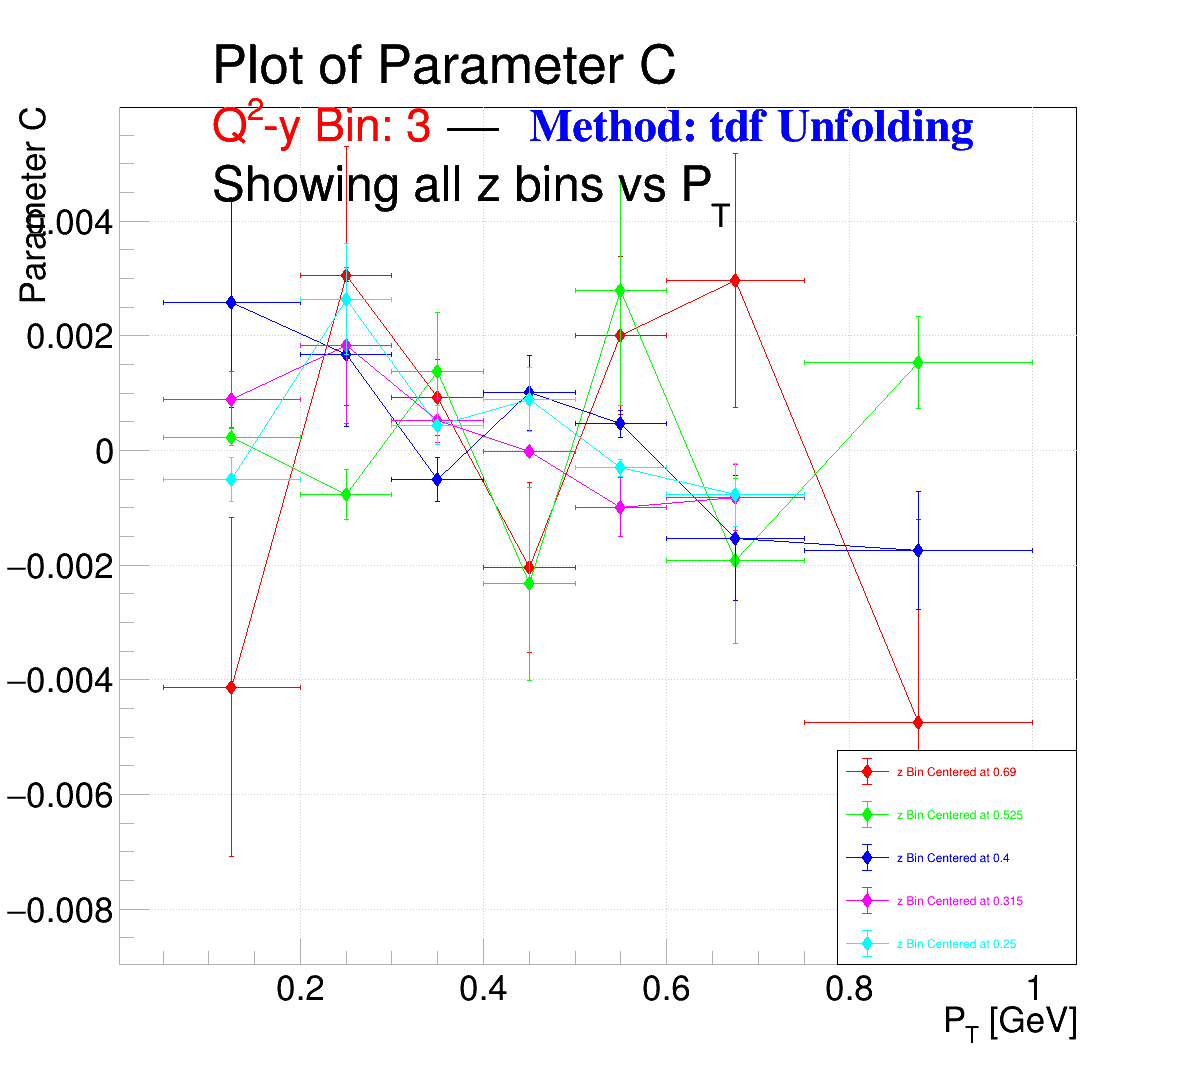 Plot of Parameter C
Q²-y Bin: 3 — Method: tdf Unfolding
Showing all z bins vs P_T
Parameter C
0.004
0.002
0
−0.002
−0.004
−0.006
−0.008
z Bin Centered at 0.69
z Bin Centered at 0.525
z Bin Centered at 0.4
z Bin Centered at 0.315
z Bin Centered at 0.25
0.2 0.4 0.6 0.8 1
P_T [GeV]